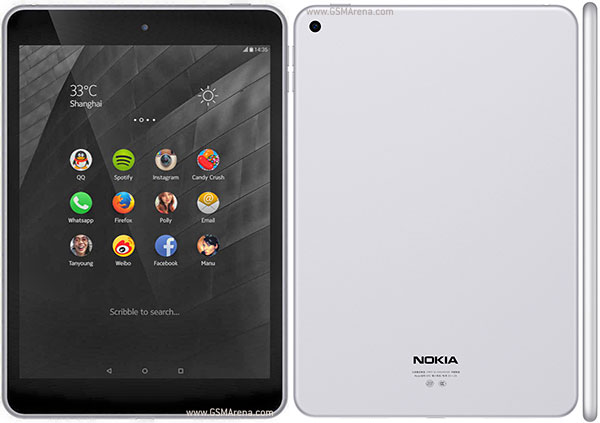 www.GSMArena.com
14:36
33°C
Shanghai
QQ
Spotify
Instagram
Candy Crush
Whatsapp
Firefox
Polly
Email
Tanyoung
Weibo
Facebook
Manu
Scribble to search...
NOKIA
www.GSMArena.com